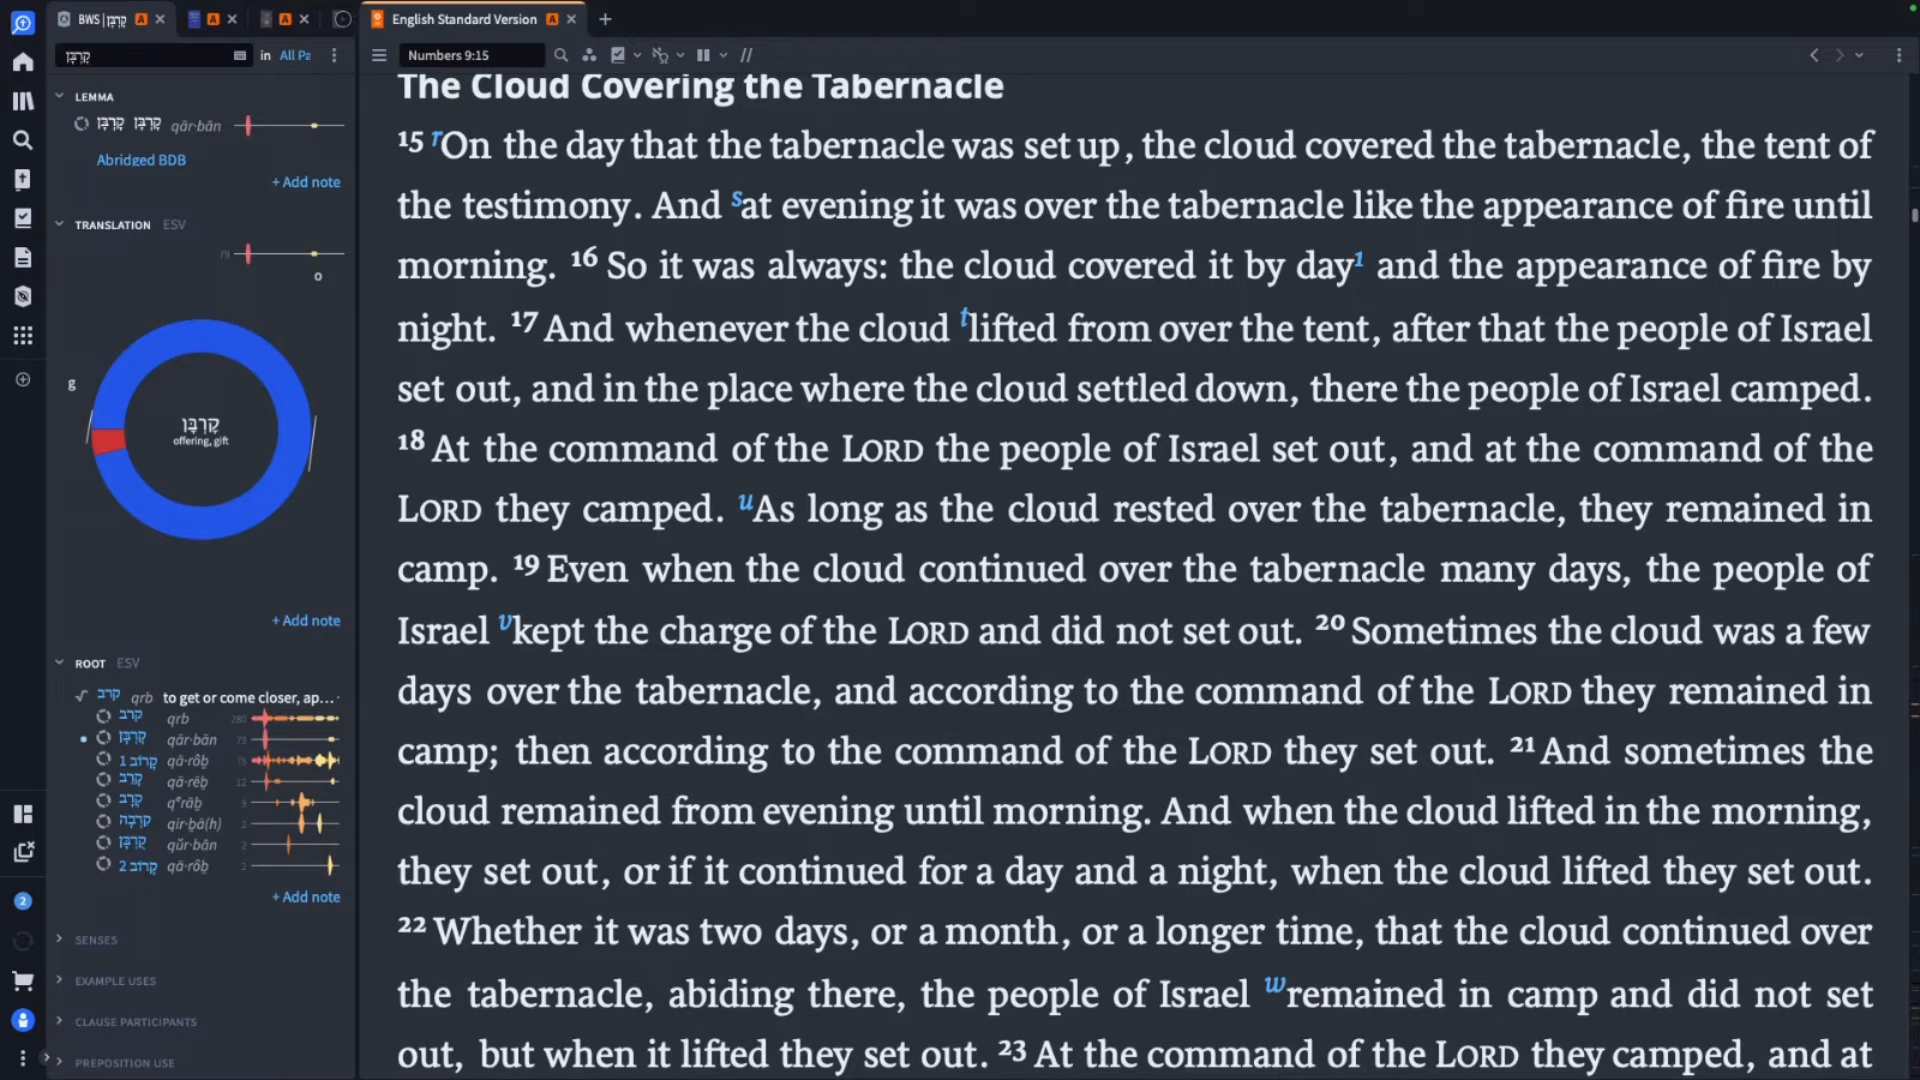 BWS | קָרְבָּן A
A
A
English Standard Version A
קָרְבָּן in All Pa
Numbers 9:15
LEMMA
קָרְבָּן קָרְבָּן qār·bān
Abridged BDB
+ Add note
TRANSLATION ESV
79
o
g
קָרְבָּן
offering, gift
+ Add note
ROOT ESV
√ קרב qrb to get or come closer, ap...
קרב qrb 280
קָרְבָּן qār·bān 79
קָרוֹב 1 qā·rôḇ 75
קָרֵב qā·rēḇ 12
קְרָב qᵉrāḇ 9
קִרְבָה qir·ḇā(h) 2
קֻרְבָּן qŭr·bān 2
קָרוֹב 2 qā·rôḇ 2
+ Add note
SENSES
EXAMPLE USES
CLAUSE PARTICIPANTS
PREPOSITION USE
2
The Cloud Covering the Tabernacle
15 r On the day that the tabernacle was set up, the cloud covered the tabernacle, the tent of
the testimony. And s at evening it was over the tabernacle like the appearance of fire until
morning. 16 So it was always: the cloud covered it by day1 and the appearance of fire by
night. 17 And whenever the cloud t lifted from over the tent, after that the people of Israel
set out, and in the place where the cloud settled down, there the people of Israel camped.
18 At the command of the LORD the people of Israel set out, and at the command of the
LORD they camped. u As long as the cloud rested over the tabernacle, they remained in
camp. 19 Even when the cloud continued over the tabernacle many days, the people of
Israel v kept the charge of the LORD and did not set out. 20 Sometimes the cloud was a few
days over the tabernacle, and according to the command of the LORD they remained in
camp; then according to the command of the LORD they set out. 21 And sometimes the
cloud remained from evening until morning. And when the cloud lifted in the morning,
they set out, or if it continued for a day and a night, when the cloud lifted they set out.
22 Whether it was two days, or a month, or a longer time, that the cloud continued over
the tabernacle, abiding there, the people of Israel w remained in camp and did not set
out, but when it lifted they set out. 23 At the command of the LORD they camped, and at